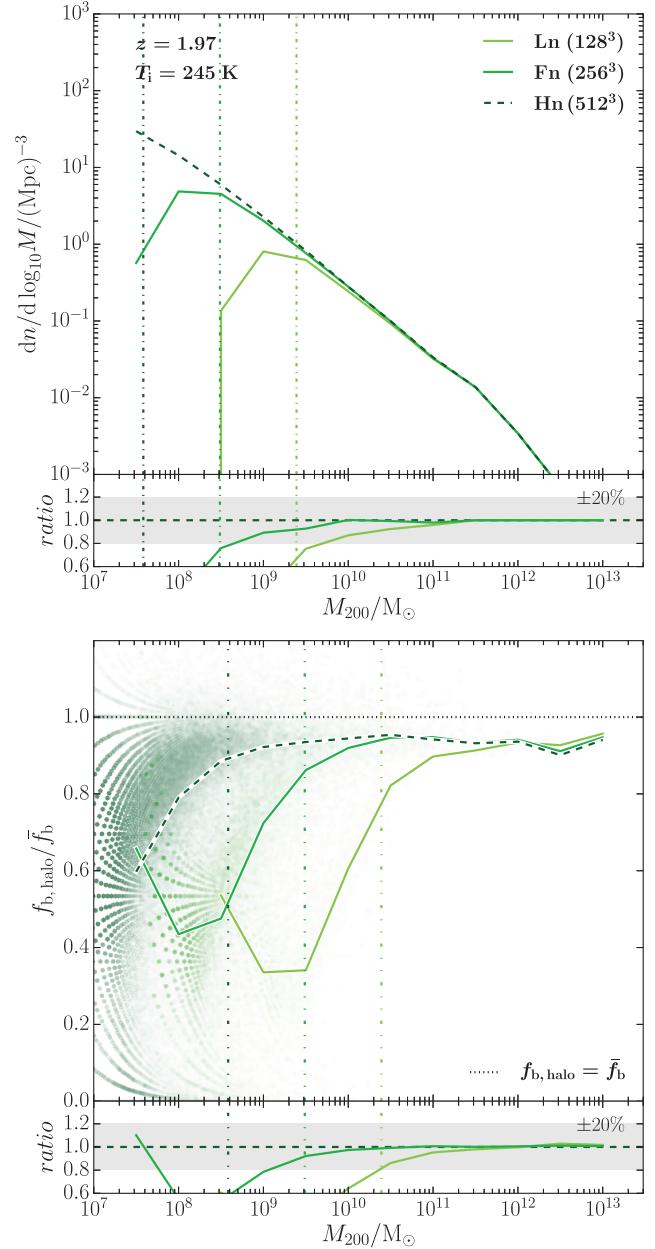 z = 1.97
T_i = 245 K
Ln (128³)
Fn (256³)
Hn (512³)
10³
10²
10¹
10⁰
10⁻¹
10⁻²
10⁻³
dn/d log₁₀ M/(Mpc)⁻³
±20%
1.2
1.0
0.8
0.6
ratio
10⁷ 10⁸ 10⁹ 10¹⁰ 10¹¹ 10¹² 10¹³
M₂₀₀/M☉
1.0
0.8
0.6
0.4
0.2
0.0
f_b,halo/f̄_b
f_b,halo = f̄_b
±20%
1.2
1.0
0.8
0.6
ratio
10⁷ 10⁸ 10⁹ 10¹⁰ 10¹¹ 10¹² 10¹³
M₂₀₀/M☉